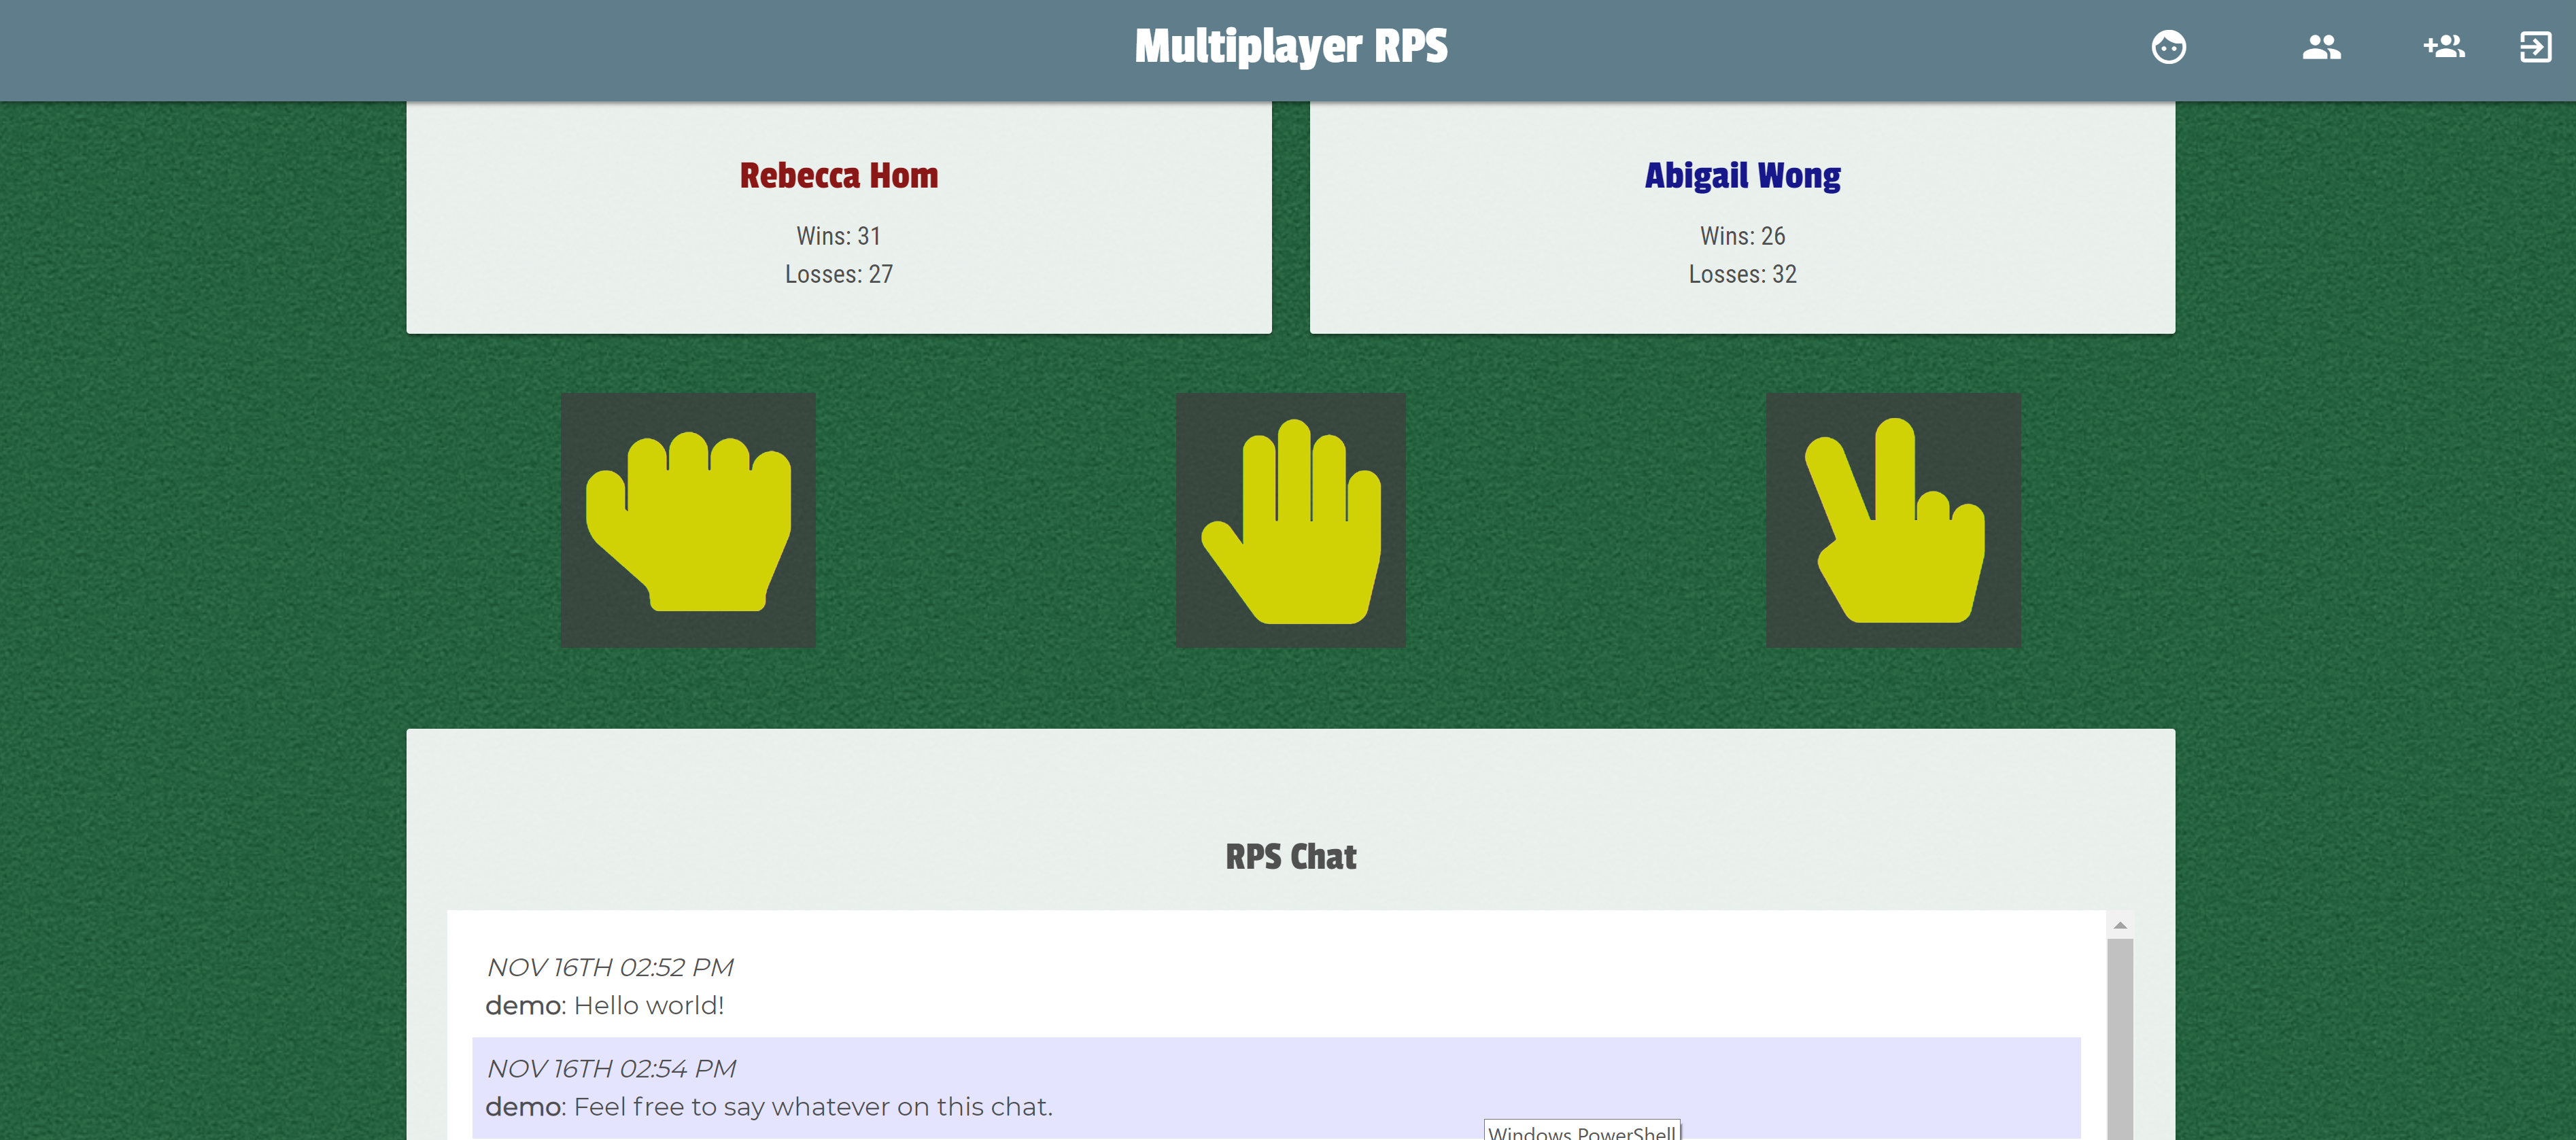 Multiplayer RPS
Rebecca Hom
Wins: 31
Losses: 27
Abigail Wong
Wins: 26
Losses: 32
RPS Chat
NOV 16TH 02:52 PM
demo: Hello world!
NOV 16TH 02:54 PM
demo: Feel free to say whatever on this chat.
Windows PowerShell